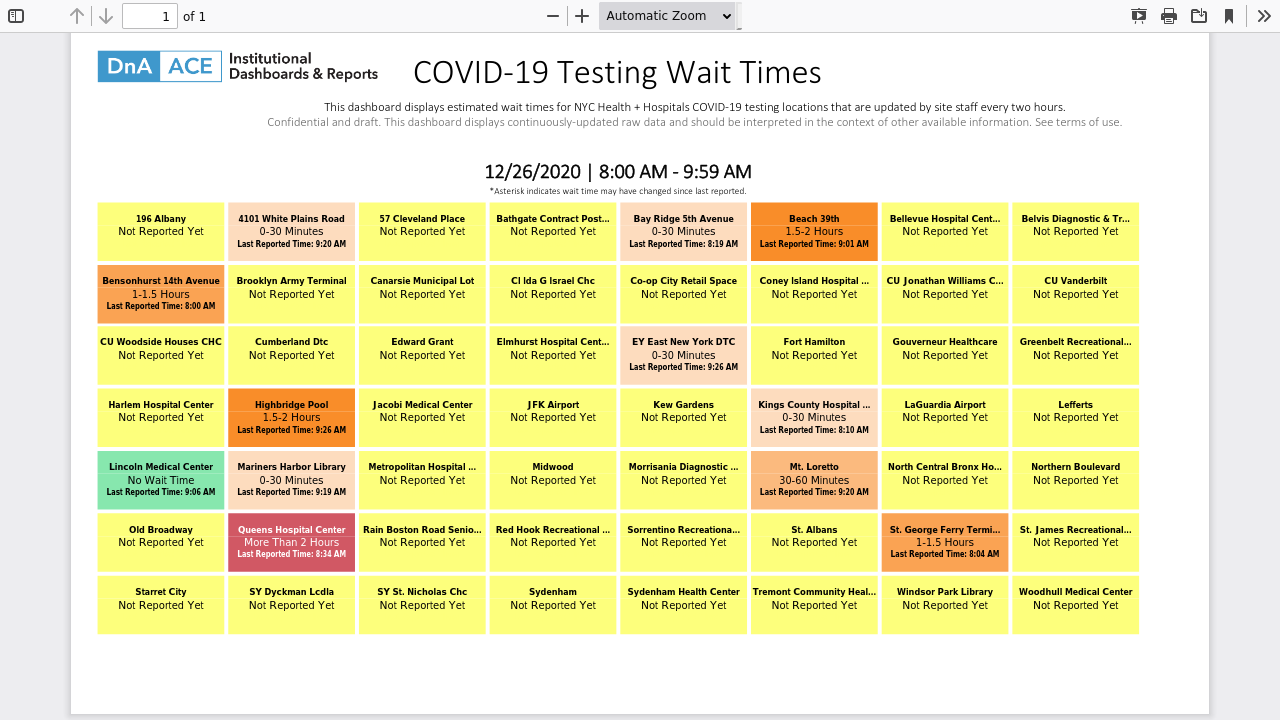 1 of 1 Automatic Zoom
DnA ACE Institutional
Dashboards & Reports
COVID-19 Testing Wait Times
This dashboard displays estimated wait times for NYC Health + Hospitals COVID-19 testing locations that are updated by site staff every two hours.
Confidential and draft. This dashboard displays continuously-updated raw data and should be interpreted in the context of other available information. See terms of use.
12/26/2020 | 8:00 AM - 9:59 AM
*Asterisk indicates wait time may have changed since last reported.
196 Albany
Not Reported Yet
4101 White Plains Road
0-30 Minutes
Last Reported Time: 9:20 AM
57 Cleveland Place
Not Reported Yet
Bathgate Contract Post...
Not Reported Yet
Bay Ridge 5th Avenue
0-30 Minutes
Last Reported Time: 8:19 AM
Beach 39th
1.5-2 Hours
Last Reported Time: 9:01 AM
Bellevue Hospital Cent...
Not Reported Yet
Belvis Diagnostic & Tr...
Not Reported Yet
Bensonhurst 14th Avenue
1-1.5 Hours
Last Reported Time: 8:00 AM
Brooklyn Army Terminal
Not Reported Yet
Canarsie Municipal Lot
Not Reported Yet
Cl Ida G Israel Chc
Not Reported Yet
Co-op City Retail Space
Not Reported Yet
Coney Island Hospital ...
Not Reported Yet
CU Jonathan Williams C...
Not Reported Yet
CU Vanderbilt
Not Reported Yet
CU Woodside Houses CHC
Not Reported Yet
Cumberland Dtc
Not Reported Yet
Edward Grant
Not Reported Yet
Elmhurst Hospital Cent...
Not Reported Yet
EY East New York DTC
0-30 Minutes
Last Reported Time: 9:26 AM
Fort Hamilton
Not Reported Yet
Gouverneur Healthcare
Not Reported Yet
Greenbelt Recreational...
Not Reported Yet
Harlem Hospital Center
Not Reported Yet
Highbridge Pool
1.5-2 Hours
Last Reported Time: 9:26 AM
Jacobi Medical Center
Not Reported Yet
JFK Airport
Not Reported Yet
Kew Gardens
Not Reported Yet
Kings County Hospital ...
0-30 Minutes
Last Reported Time: 8:10 AM
LaGuardia Airport
Not Reported Yet
Lefferts
Not Reported Yet
Lincoln Medical Center
No Wait Time
Last Reported Time: 9:06 AM
Mariners Harbor Library
0-30 Minutes
Last Reported Time: 9:19 AM
Metropolitan Hospital ...
Not Reported Yet
Midwood
Not Reported Yet
Morrisania Diagnostic ...
Not Reported Yet
Mt. Loretto
30-60 Minutes
Last Reported Time: 9:20 AM
North Central Bronx Ho...
Not Reported Yet
Northern Boulevard
Not Reported Yet
Old Broadway
Not Reported Yet
Queens Hospital Center
More Than 2 Hours
Last Reported Time: 8:34 AM
Rain Boston Road Senio...
Not Reported Yet
Red Hook Recreational ...
Not Reported Yet
Sorrentino Recreationa...
Not Reported Yet
St. Albans
Not Reported Yet
St. George Ferry Termi...
1-1.5 Hours
Last Reported Time: 8:04 AM
St. James Recreational...
Not Reported Yet
Starret City
Not Reported Yet
SY Dyckman Lcdla
Not Reported Yet
SY St. Nicholas Chc
Not Reported Yet
Sydenham
Not Reported Yet
Sydenham Health Center
Not Reported Yet
Tremont Community Heal...
Not Reported Yet
Windsor Park Library
Not Reported Yet
Woodhull Medical Center
Not Reported Yet